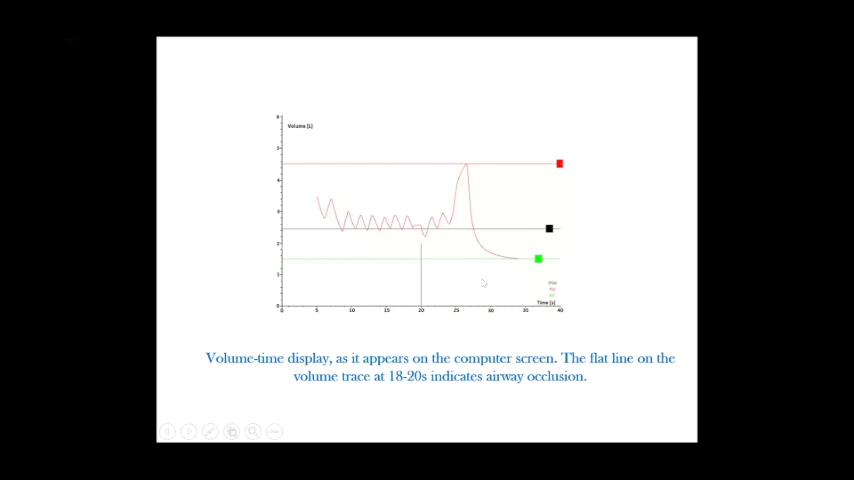 6
Volume [L]
5
4
3
2
1
0
0 5 10 15 20 25 30 35 40
Time [s]
Volume-time display, as it appears on the computer screen. The flat line on the
volume trace at 18-20s indicates airway occlusion.